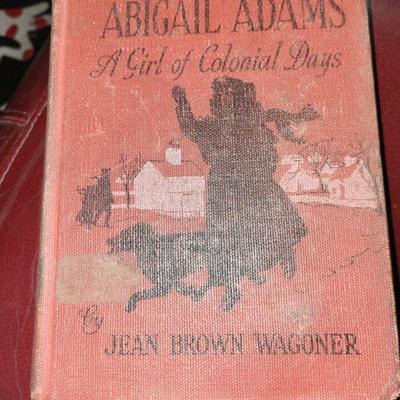 ABIGAIL ADAMS
A Girl of Colonial Days
by
JEAN BROWN WAGONER